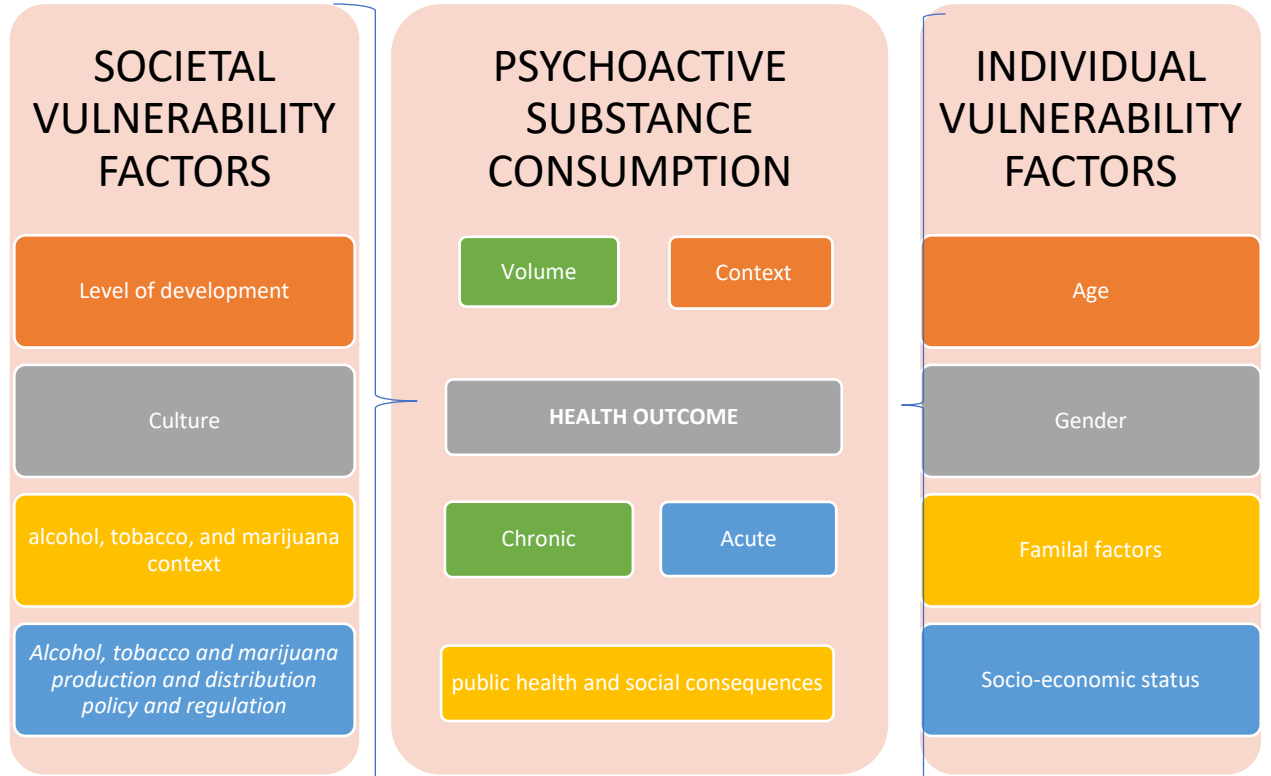 SOCIETAL
VULNERABILITY
FACTORS
Level of development
Culture
alcohol, tobacco, and marijuana
context
Alcohol, tobacco and marijuana
production and distribution
policy and regulation
PSYCHOACTIVE
SUBSTANCE
CONSUMPTION
Volume
Context
HEALTH OUTCOME
Chronic
Acute
public health and social consequences
INDIVIDUAL
VULNERABILITY
FACTORS
Age
Gender
Familal factors
Socio-economic status